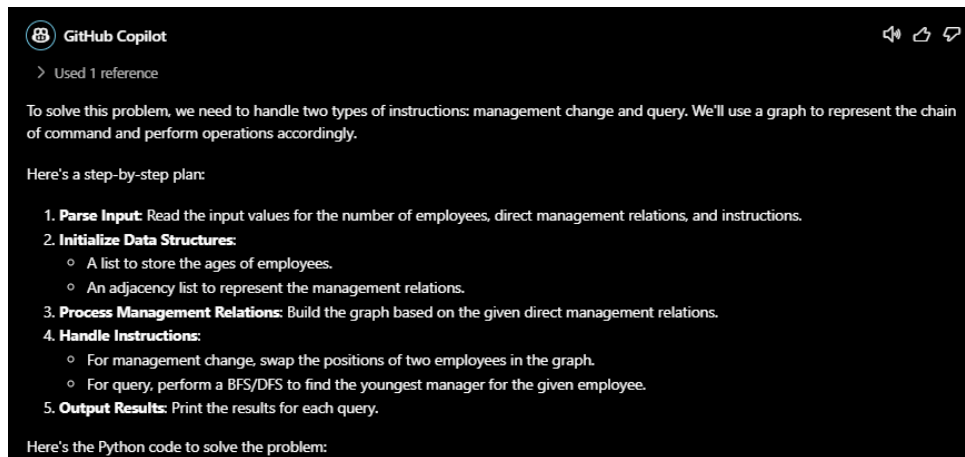 GitHub Copilot
Used 1 reference
To solve this problem, we need to handle two types of instructions: management change and query. We'll use a graph to represent the chain
of command and perform operations accordingly.
Here's a step-by-step plan:
1. Parse Input: Read the input values for the number of employees, direct management relations, and instructions.
2. Initialize Data Structures:
○ A list to store the ages of employees.
○ An adjacency list to represent the management relations.
3. Process Management Relations: Build the graph based on the given direct management relations.
4. Handle Instructions:
○ For management change, swap the positions of two employees in the graph.
○ For query, perform a BFS/DFS to find the youngest manager for the given employee.
5. Output Results: Print the results for each query.
Here's the Python code to solve the problem: